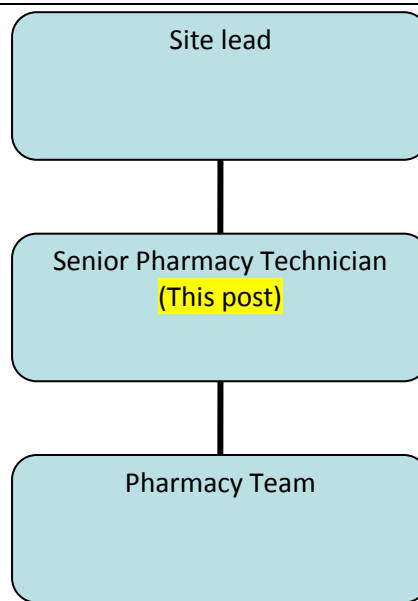 Site lead
Senior Pharmacy Technician
(This post)
Pharmacy Team